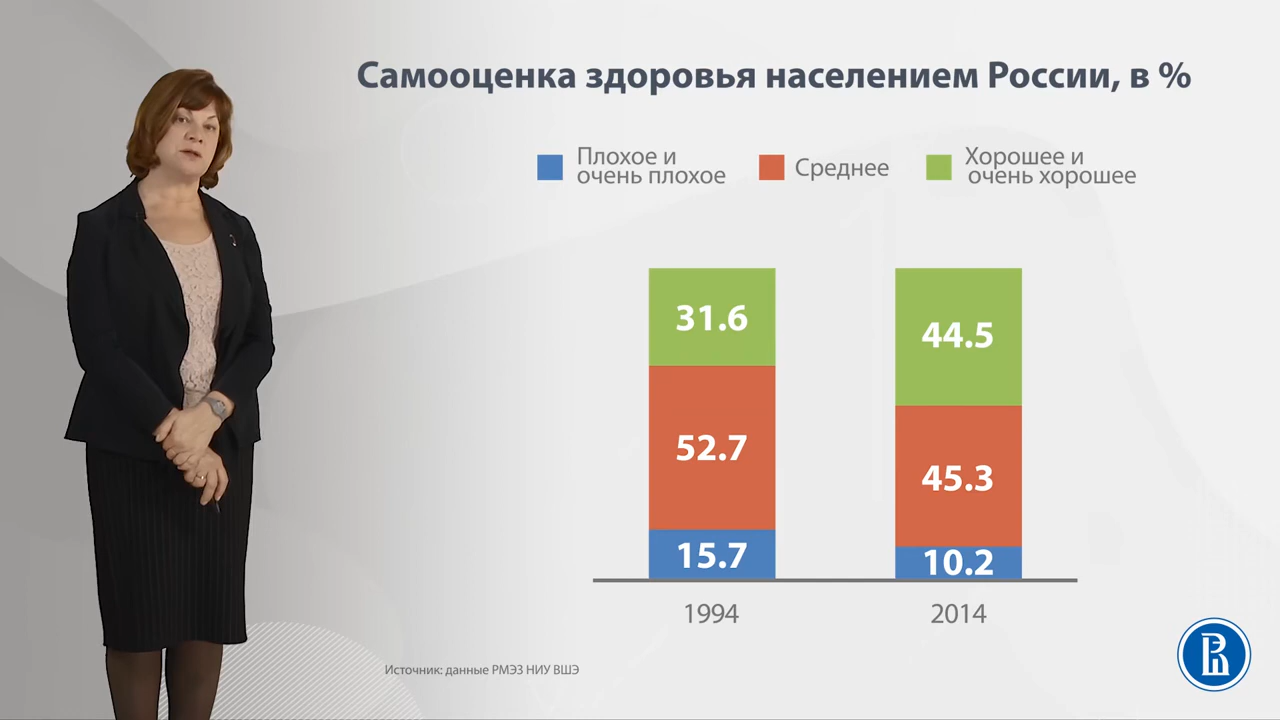 Самооценка здоровья населением России, в %
Плохое и
очень плохое
Среднее
Хорошее и
очень хорошее
31.6
44.5
52.7
45.3
15.7
10.2
1994
2014
Источник: данные РМЭЗ НИУ ВШЭ